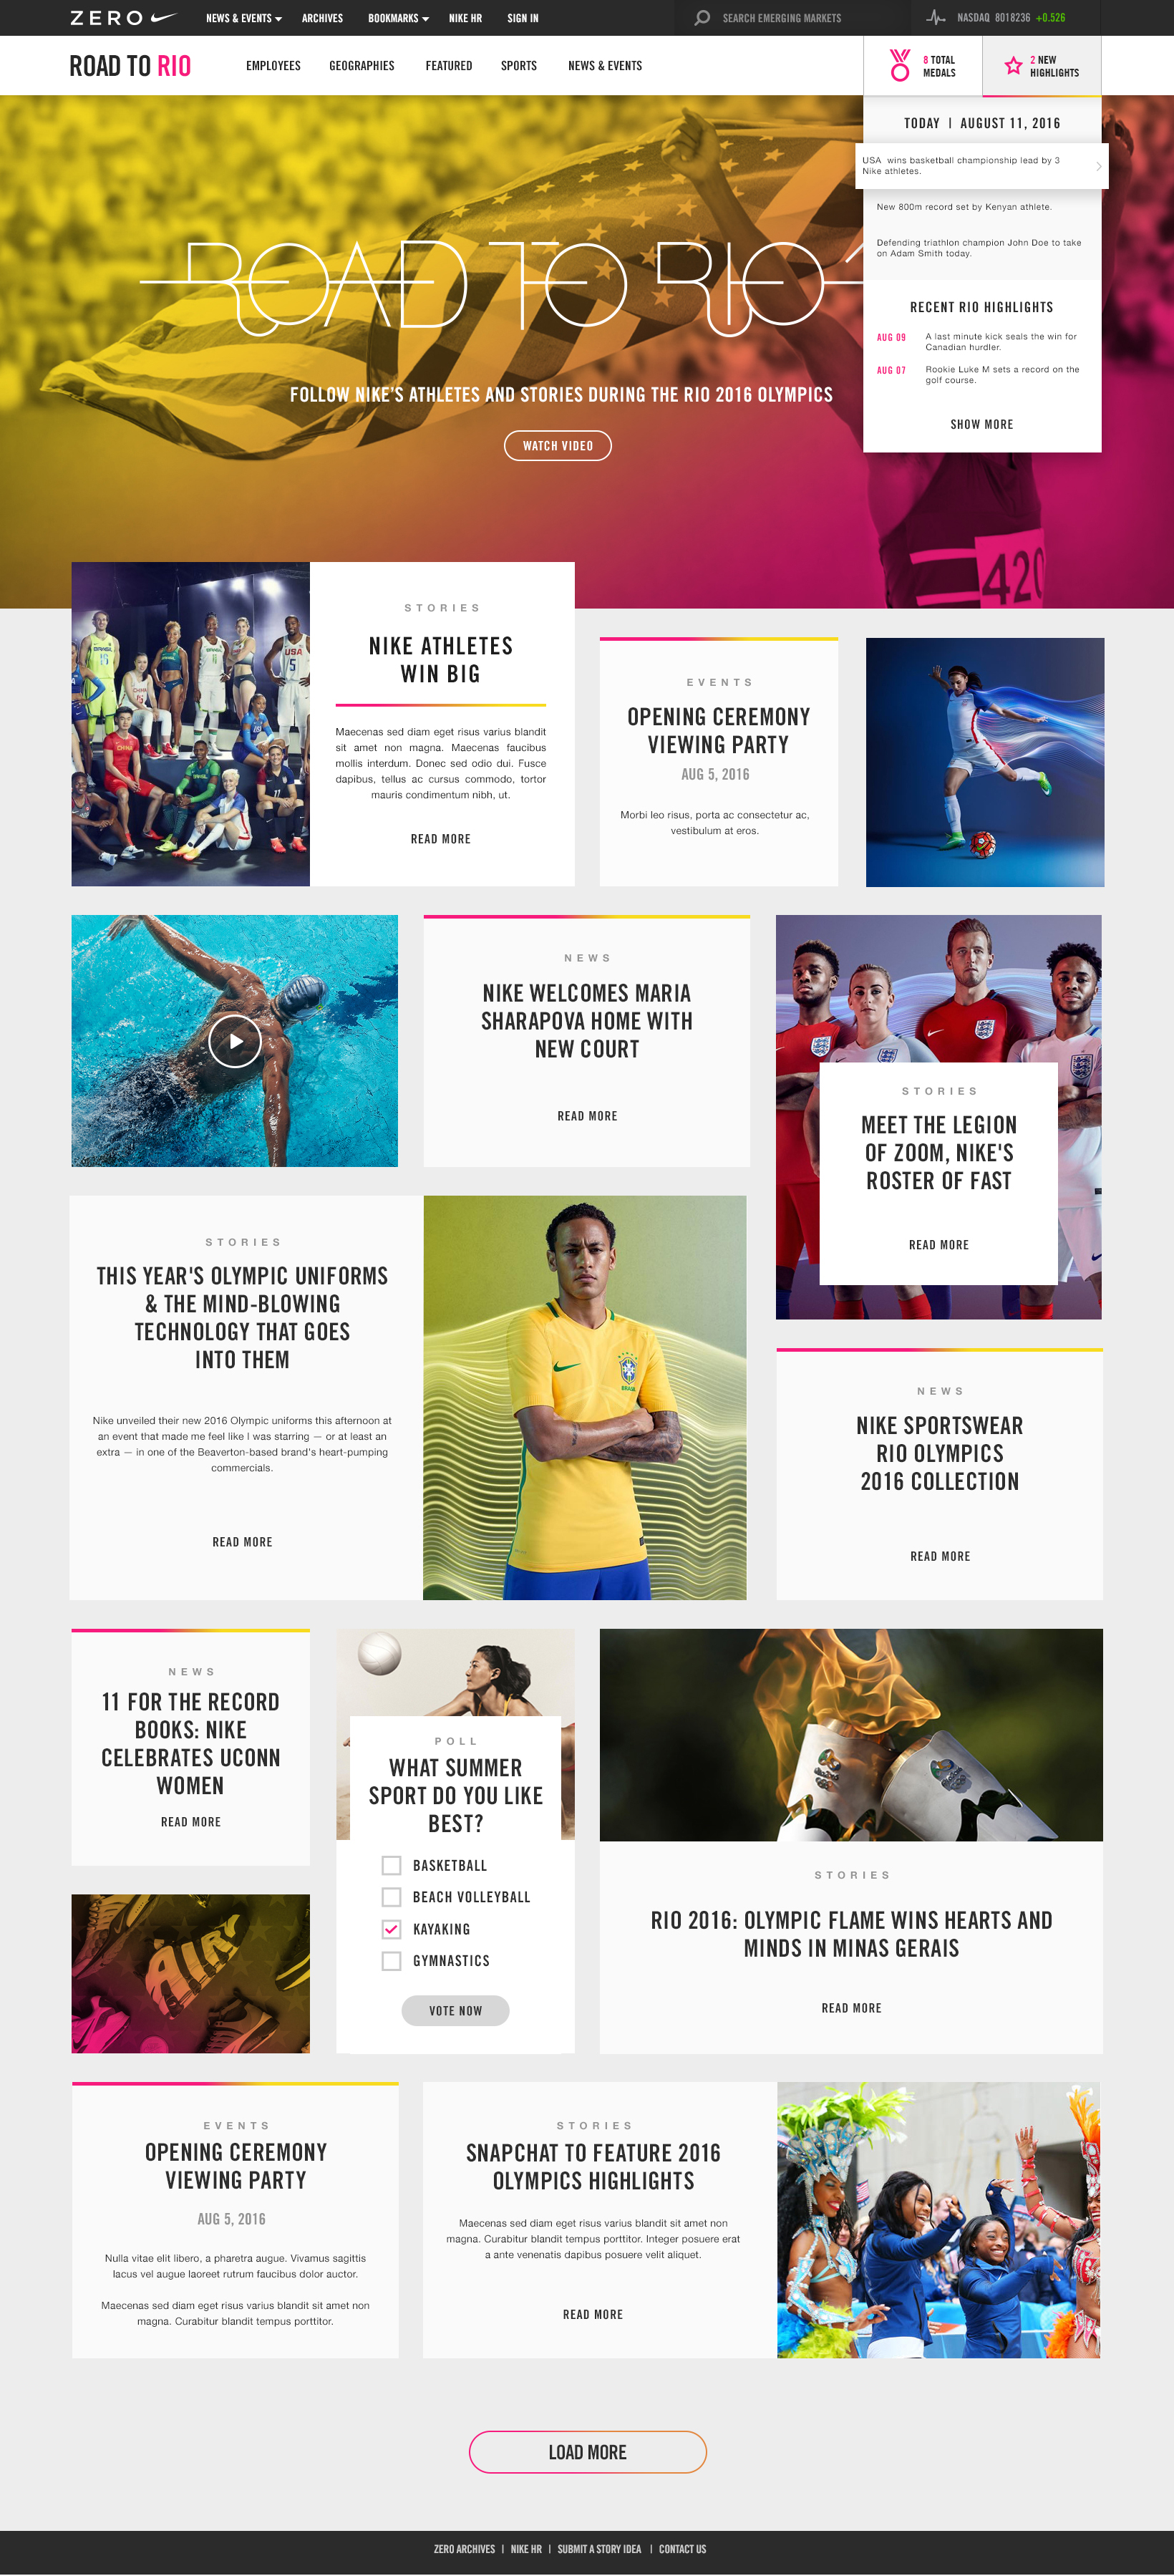 ZERO
NEWS & EVENTS
ARCHIVES
BOOKMARKS
NIKE HR
SIGN IN
SEARCH EMERGING MARKETS
NASDAQ 8018236 +0.526
ROAD TO RIO
EMPLOYEES
GEOGRAPHIES
FEATURED
SPORTS
NEWS & EVENTS
8 TOTAL
MEDALS
2 NEW
HIGHLIGHTS
TODAY | AUGUST 11, 2016
USA wins basketball championship lead by 3
Nike athletes.
New 800m record set by Kenyan athlete.
Defending triathlon champion John Doe to take
on Adam Smith today.
RECENT RIO HIGHLIGHTS
AUG 09
A last minute kick seals the win for
Canadian hurdler.
AUG 07
Rookie Luke M sets a record on the
golf course.
SHOW MORE
ROAD TO RIO
FOLLOW NIKE'S ATHLETES AND STORIES DURING THE RIO 2016 OLYMPICS
WATCH VIDEO
420
STORIES
NIKE ATHLETES
WIN BIG
Maecenas sed diam eget risus varius blandit
sit amet non magna. Maecenas faucibus
mollis interdum. Donec sed odio dui. Fusce
dapibus, tellus ac cursus commodo, tortor
mauris condimentum nibh, ut.
READ MORE
USA
5
EVENTS
OPENING CEREMONY
VIEWING PARTY
AUG 5, 2016
Morbi leo risus, porta ac consectetur ac,
vestibulum at eros.
NEWS
NIKE WELCOMES MARIA
SHARAPOVA HOME WITH
NEW COURT
READ MORE
STORIES
MEET THE LEGION
OF ZOOM, NIKE'S
ROSTER OF FAST
READ MORE
STORIES
THIS YEAR'S OLYMPIC UNIFORMS
& THE MIND-BLOWING
TECHNOLOGY THAT GOES
INTO THEM
Nike unveiled their new 2016 Olympic uniforms this afternoon at
an event that made me feel like I was starring — or at least an
extra — in one of the Beaverton-based brand's heart-pumping
commercials.
READ MORE
BRASIL
NEWS
NIKE SPORTSWEAR
RIO OLYMPICS
2016 COLLECTION
READ MORE
NEWS
11 FOR THE RECORD
BOOKS: NIKE
CELEBRATES UCONN
WOMEN
READ MORE
POLL
WHAT SUMMER
SPORT DO YOU LIKE
BEST?
BASKETBALL
BEACH VOLLEYBALL
KAYAKING
GYMNASTICS
VOTE NOW
STORIES
RIO 2016: OLYMPIC FLAME WINS HEARTS AND
MINDS IN MINAS GERAIS
READ MORE
AIR
EVENTS
OPENING CEREMONY
VIEWING PARTY
AUG 5, 2016
Nulla vitae elit libero, a pharetra augue. Vivamus sagittis
lacus vel augue laoreet rutrum faucibus dolor auctor.
Maecenas sed diam eget risus varius blandit sit amet non
magna. Curabitur blandit tempus porttitor.
STORIES
SNAPCHAT TO FEATURE 2016
OLYMPICS HIGHLIGHTS
Maecenas sed diam eget risus varius blandit sit amet non
magna. Curabitur blandit tempus porttitor. Integer posuere erat
a ante venenatis dapibus posuere velit aliquet.
READ MORE
LOAD MORE
ZERO ARCHIVES | NIKE HR | SUBMIT A STORY IDEA | CONTACT US